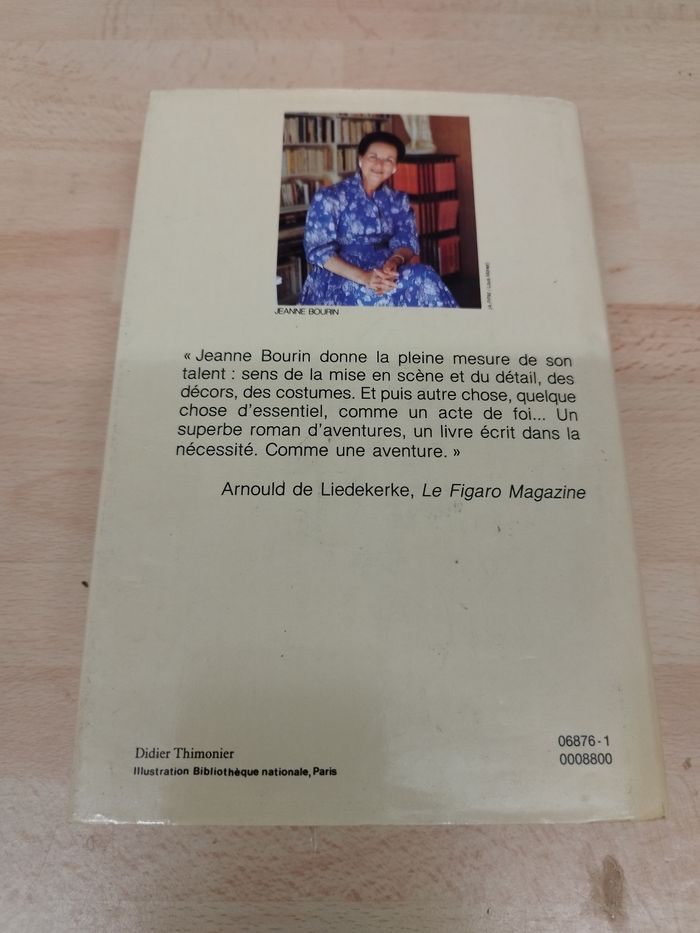 JEANNE BOURIN
« Jeanne Bourin donne la pleine mesure de son
talent : sens de la mise en scène et du détail, des
décors, des costumes. Et puis autre chose, quelque
chose d'essentiel, comme un acte de foi... Un
superbe roman d'aventures, un livre écrit dans la
nécessité. Comme une aventure. »
Arnould de Liedekerke, Le Figaro Magazine
Didier Thimonier
Illustration Bibliothèque nationale, Paris
06876-1
0008800